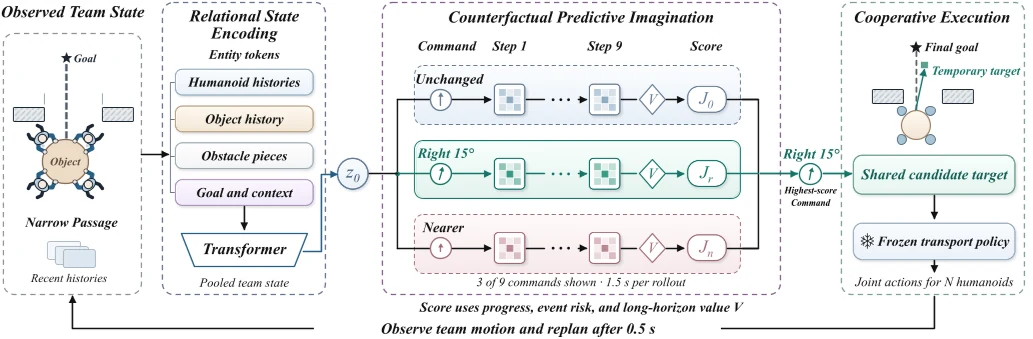 Observed Team State
Goal
Object
Narrow Passage
Recent histories
Relational State
Encoding
Entity tokens
Humanoid histories
Object history
Obstacle pieces
Goal and context
Transformer
Pooled team state
z0
Counterfactual Predictive Imagination
Command Step 1 Step 9 Score
Unchanged
V
J0
Right 15°
V
Jr
Nearer
V
Jn
3 of 9 commands shown · 1.5 s per rollout
Score uses progress, event risk, and long-horizon value V
Right 15°
Highest-score
Command
Cooperative Execution
Final goal
Temporary target
Shared candidate target
Frozen transport policy
Joint actions for N humanoids
Observe team motion and replan after 0.5 s